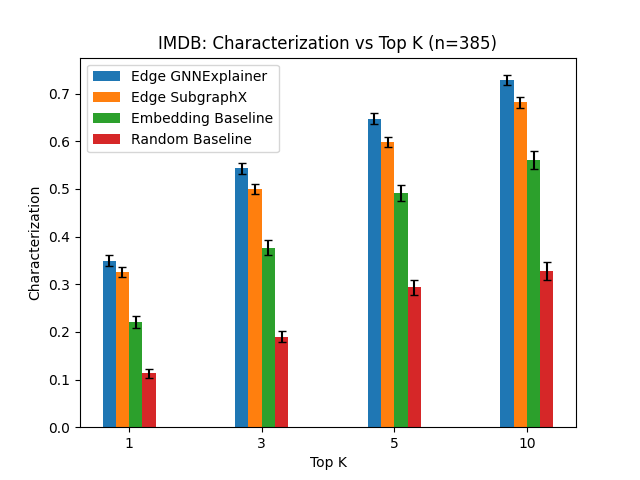 IMDB: Characterization vs Top K (n=385)
Edge GNNExplainer
Edge SubgraphX
Embedding Baseline
Random Baseline
Characterization
0.7
0.6
0.5
0.4
0.3
0.2
0.1
0.0
1 3 5 10
Top K